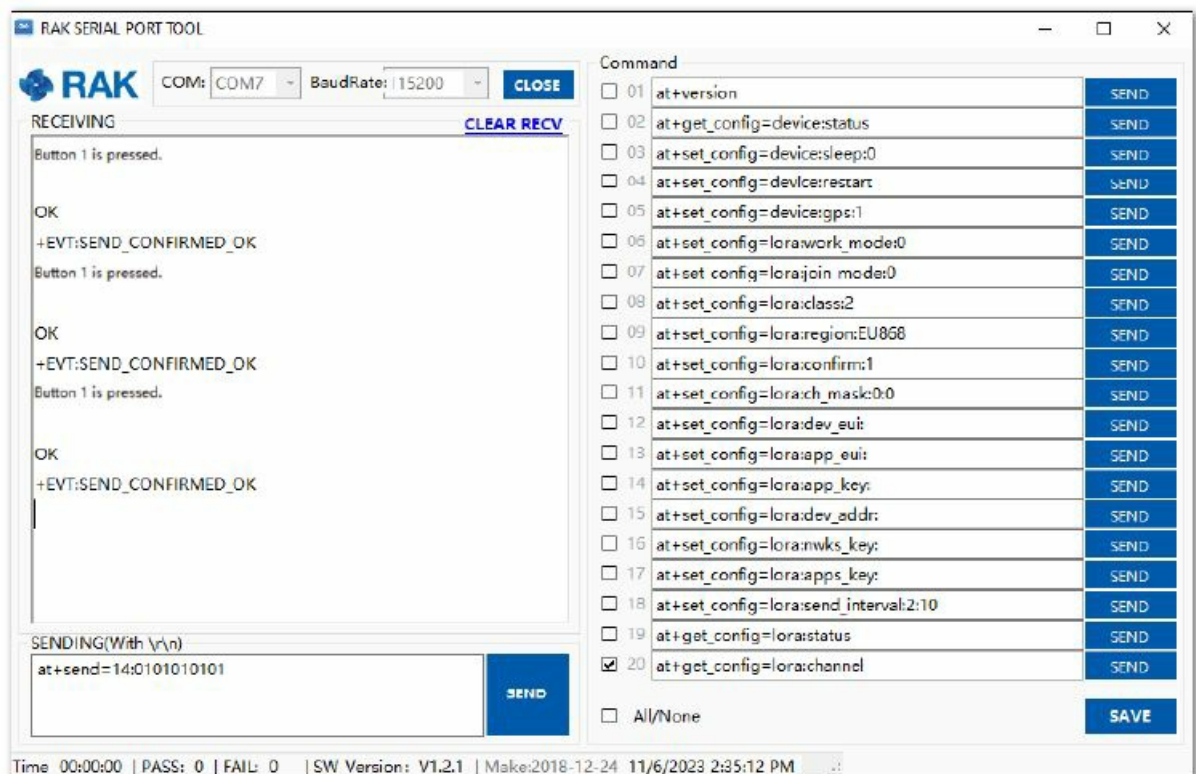 RAK SERIAL PORT TOOL
RAK
COM: COM7 BaudRate: 115200 CLOSE
RECEIVING CLEAR RECV
Button 1 is pressed.
OK
+EVT:SEND_CONFIRMED_OK
Button 1 is pressed.
OK
+EVT:SEND_CONFIRMED_OK
Button 1 is pressed.
OK
+EVT:SEND_CONFIRMED_OK
SENDING(With \r\n)
at+send=14:0101010101
SEND
Command
01 at+version SEND
02 at+get_config=device:status SEND
03 at+set_config=device:sleep:0 SEND
04 at+set_config=device:restart SEND
05 at+set_config=device:gps:1 SEND
06 at+set_config=lora:work_mode:0 SEND
07 at+set_config=lora:join_mode:0 SEND
08 at+set_config=lora:class:2 SEND
09 at+set_config=lora:region:EU868 SEND
10 at+set_config=lora:confirm:1 SEND
11 at+set_config=lora:ch_mask:0:0 SEND
12 at+set_config=lora:dev_eui: SEND
13 at+set_config=lora:app_eui: SEND
14 at+set_config=lora:app_key: SEND
15 at+set_config=lora:dev_addr: SEND
16 at+set_config=lora:nwks_key: SEND
17 at+set_config=lora:apps_key: SEND
18 at+set_config=lora:send_interval:2:10 SEND
19 at+get_config=lora:status SEND
20 at+get_config=lora:channel SEND
All/None SAVE
Time 00:00:00 | PASS: 0 | FAIL: 0 | SW Version: V1.2.1 | Make:2018-12-24 11/6/2023 2:35:12 PM